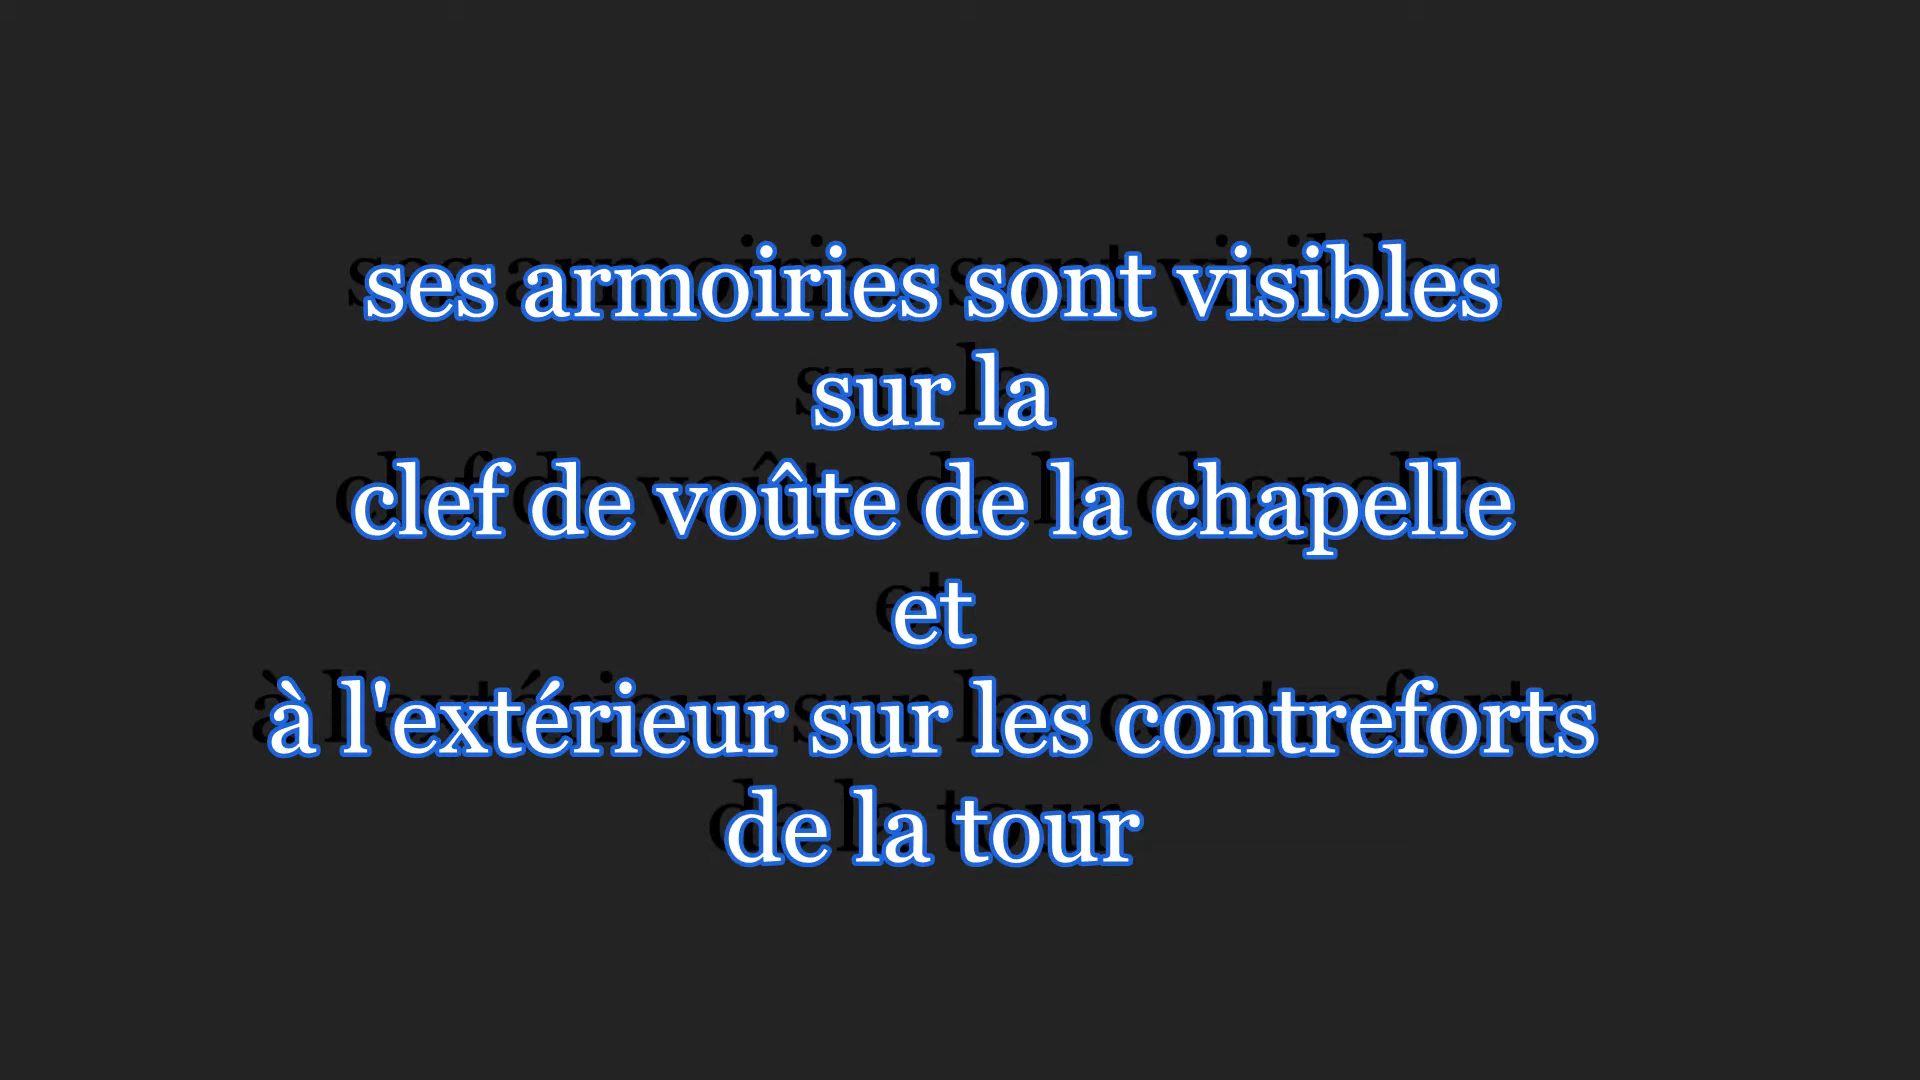 ses armoiries sont visibles
sur la
clef de voûte de la chapelle
et
à l'extérieur sur les contreforts
de la tour